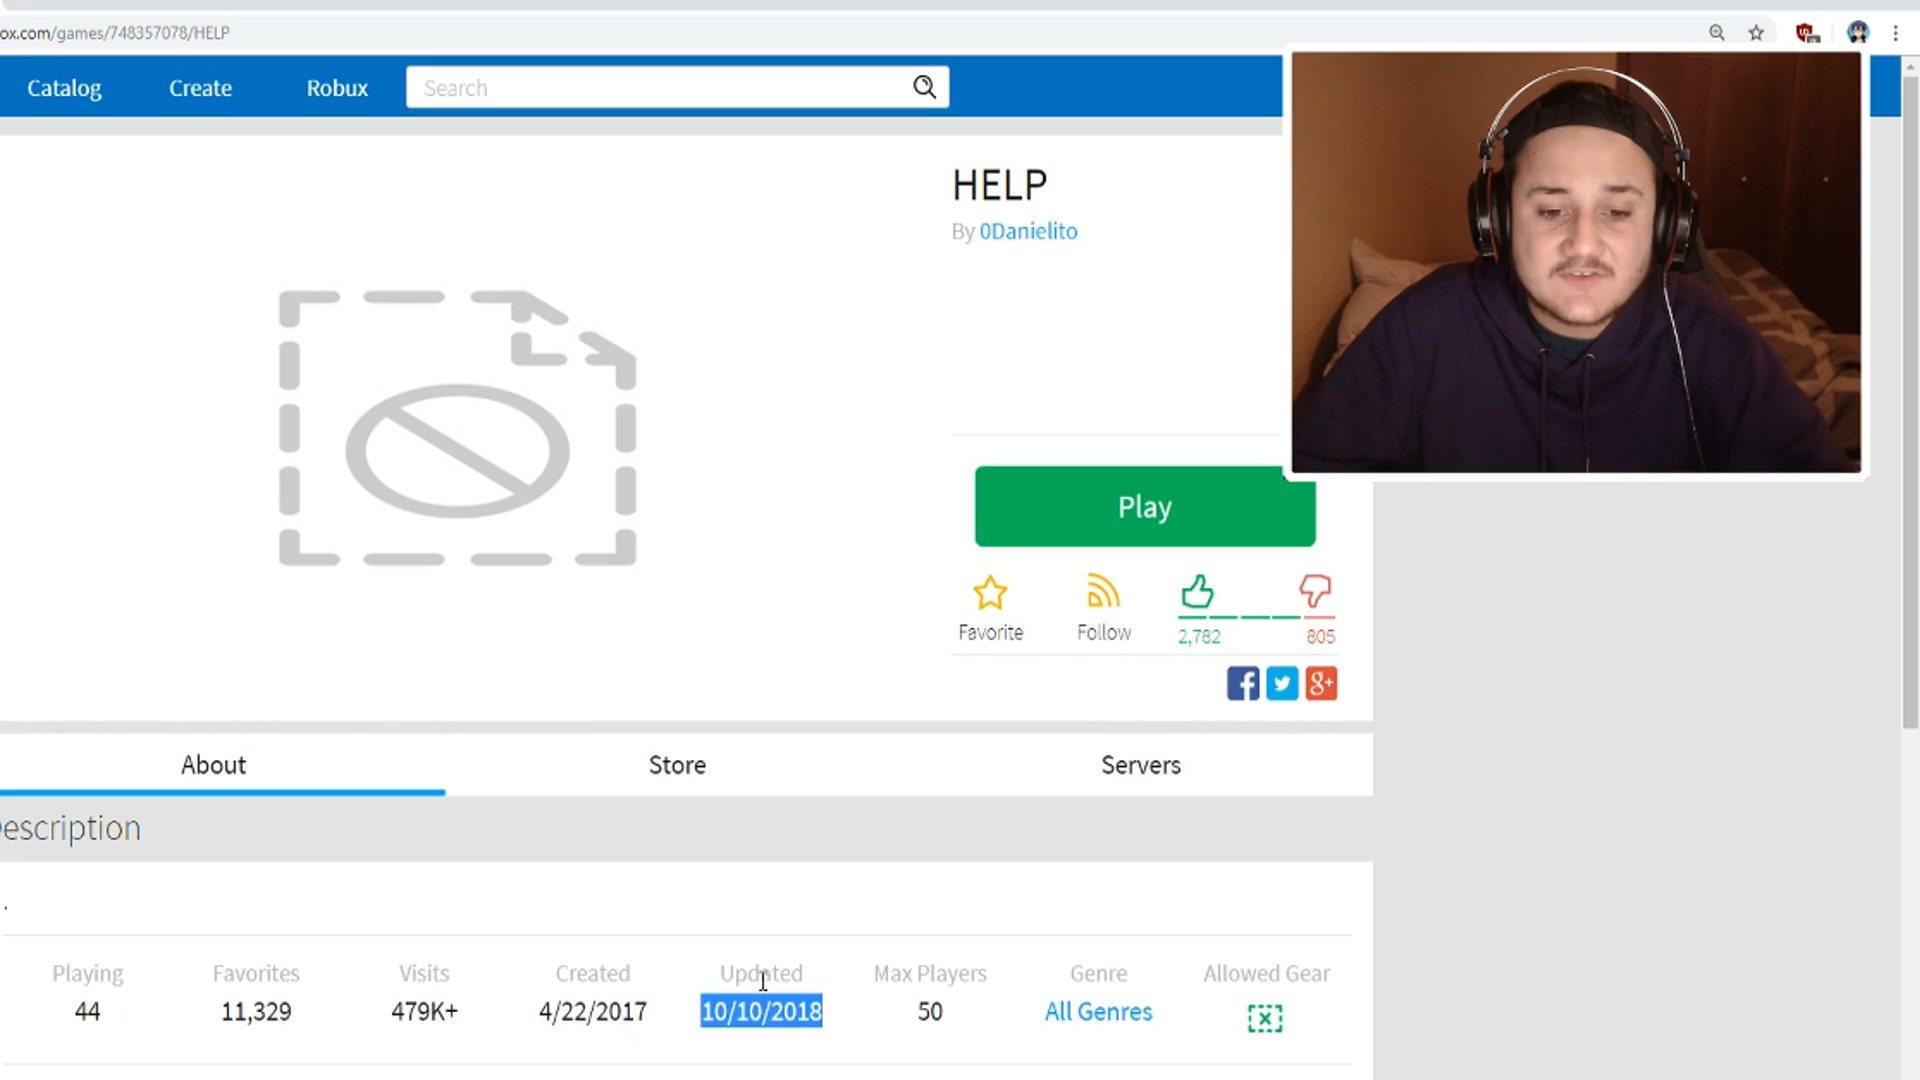 ox.com/games/748357078/HELP
Catalog Create Robux Search
HELP
By 0Danielito
Play
Favorite Follow 2,782 805
About Store Servers
escription
.
Playing Favorites Visits Created Updated Max Players Genre Allowed Gear
44 11,329 479K+ 4/22/2017 10/10/2018 50 All Genres